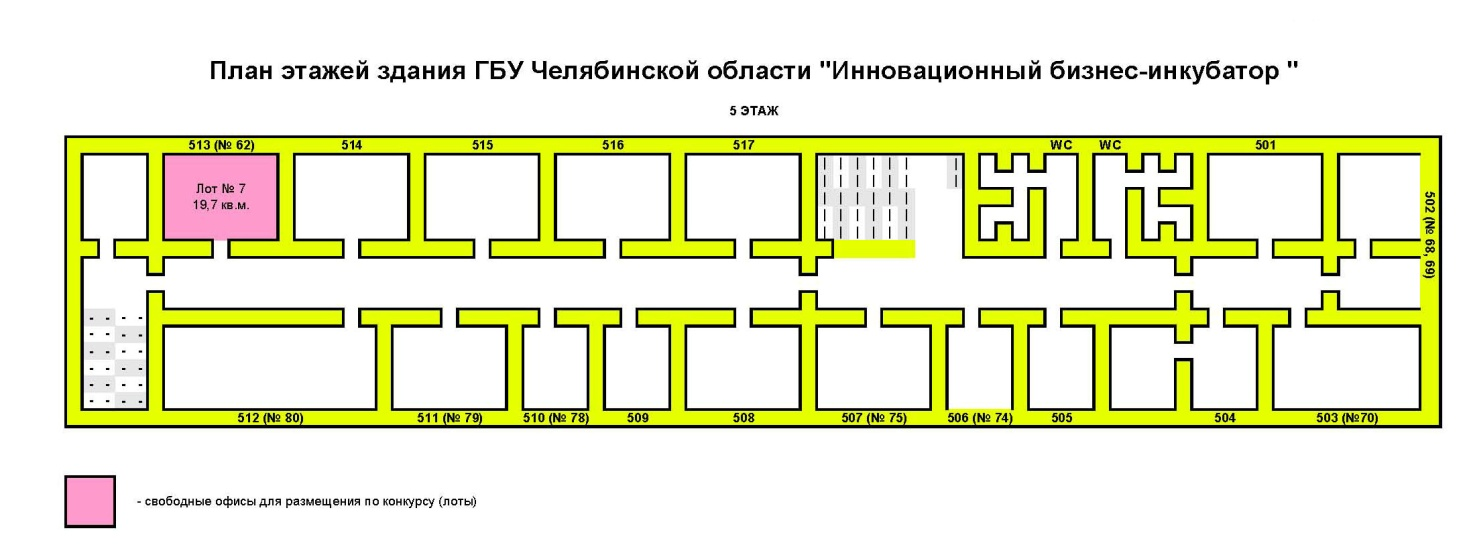 План этажей здания ГБУ Челябинской области "Инновационный бизнес-инкубатор "
5 ЭТАЖ
513 (№ 62) 514 515 516 517 WC WC 501
Лот № 7
19,7 кв.м.
502 (№ 68, 69)
512 (№ 80) 511 (№ 79) 510 (№ 78) 509 508 507 (№ 75) 506 (№ 74) 505 504 503 (№70)
- свободные офисы для размещения по конкурсу (лоты)